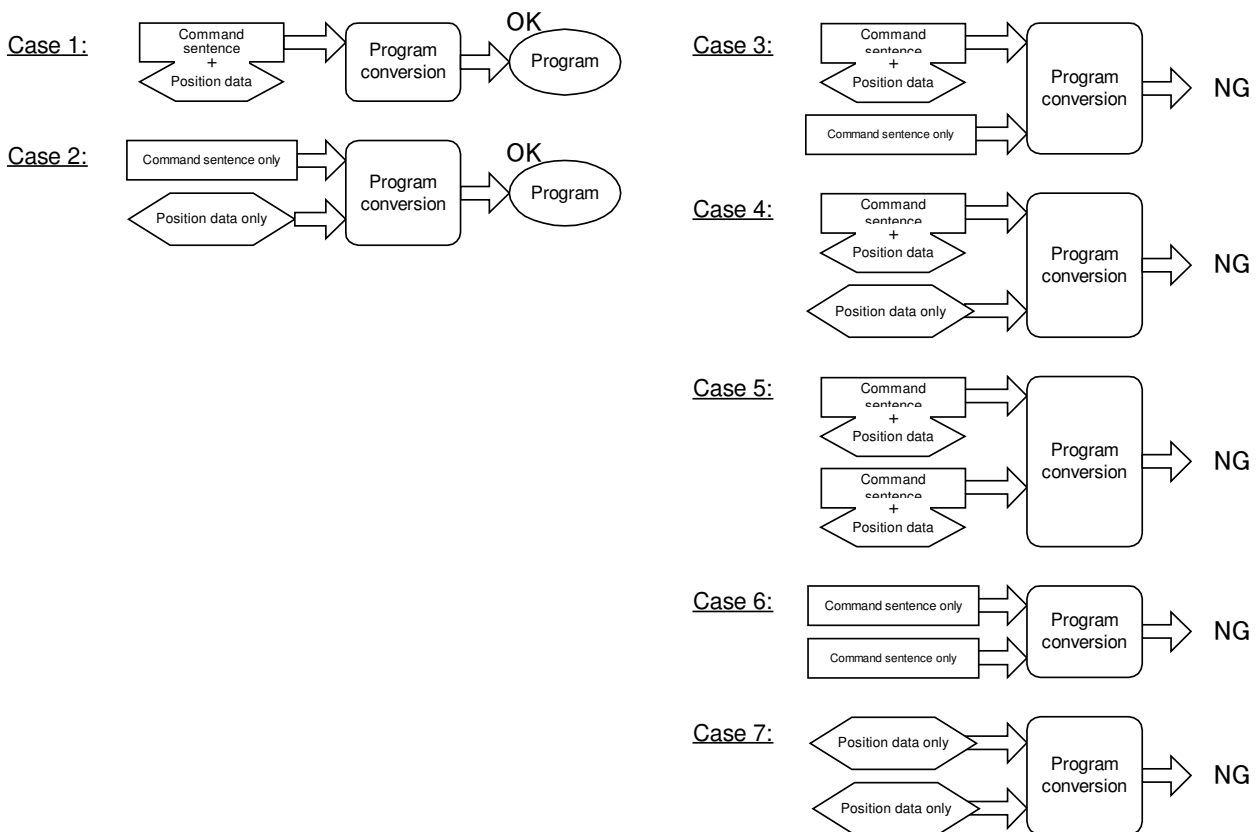 Case 1:
Command
sentence
+
Position data
Program
conversion
OK
Program
Case 2:
Command sentence only
Position data only
Program
conversion
OK
Program
Case 3:
Command
sentence
+
Position data
Command sentence only
Program
conversion
NG
Case 4:
Command
sentence
+
Position data
Position data only
Program
conversion
NG
Case 5:
Command
sentence
+
Position data
Command
sentence
+
Position data
Program
conversion
NG
Case 6:
Command sentence only
Command sentence only
Program
conversion
NG
Case 7:
Position data only
Position data only
Program
conversion
NG